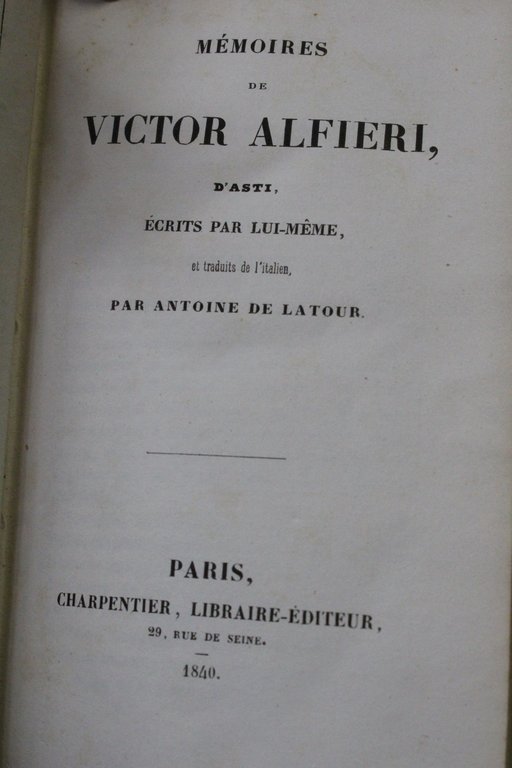 MÉMOIRES
DE
VICTOR ALFIERI,
D'ASTI,
ÉCRITS PAR LUI-MÊME,
et traduits de l'italien,
PAR ANTOINE DE LATOUR.
PARIS,
CHARPENTIER, LIBRAIRE-ÉDITEUR,
29, RUE DE SEINE.
1840.